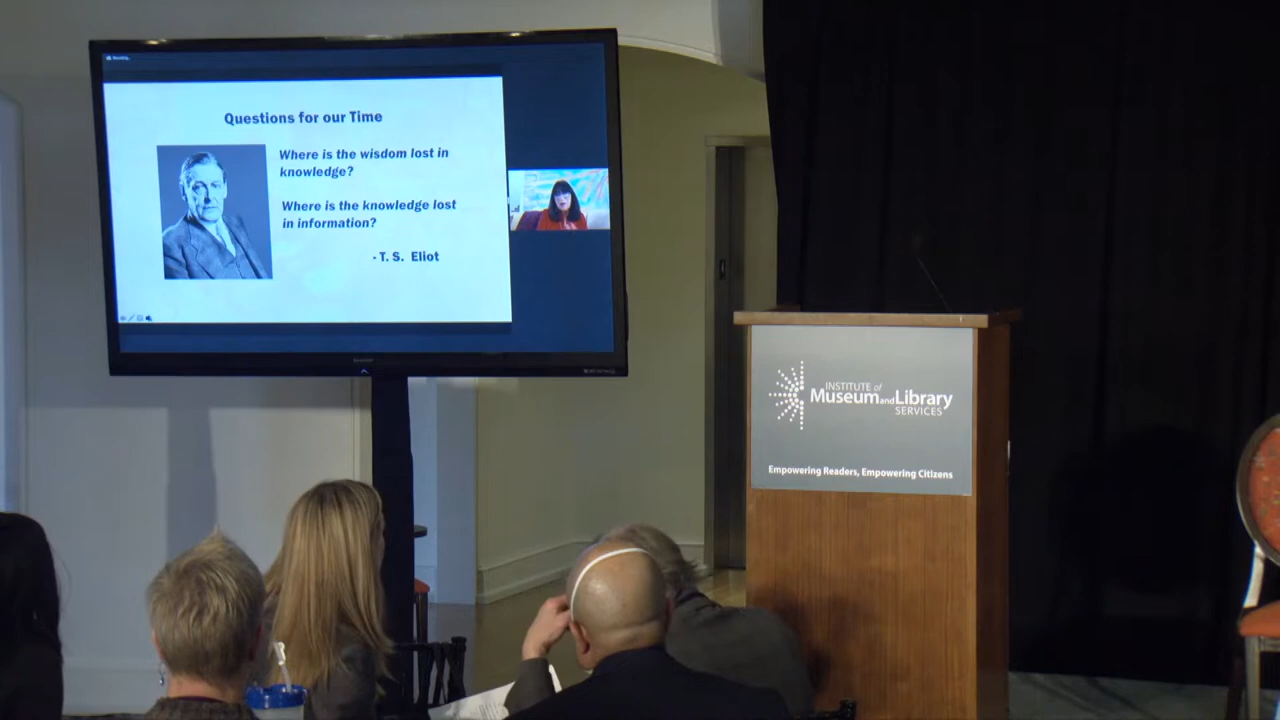 Questions for our Time
Where is the wisdom lost in
knowledge?
Where is the knowledge lost
in information?
- T. S. Eliot
INSTITUTE of
Museum and Library
SERVICES
Empowering Readers, Empowering Citizens